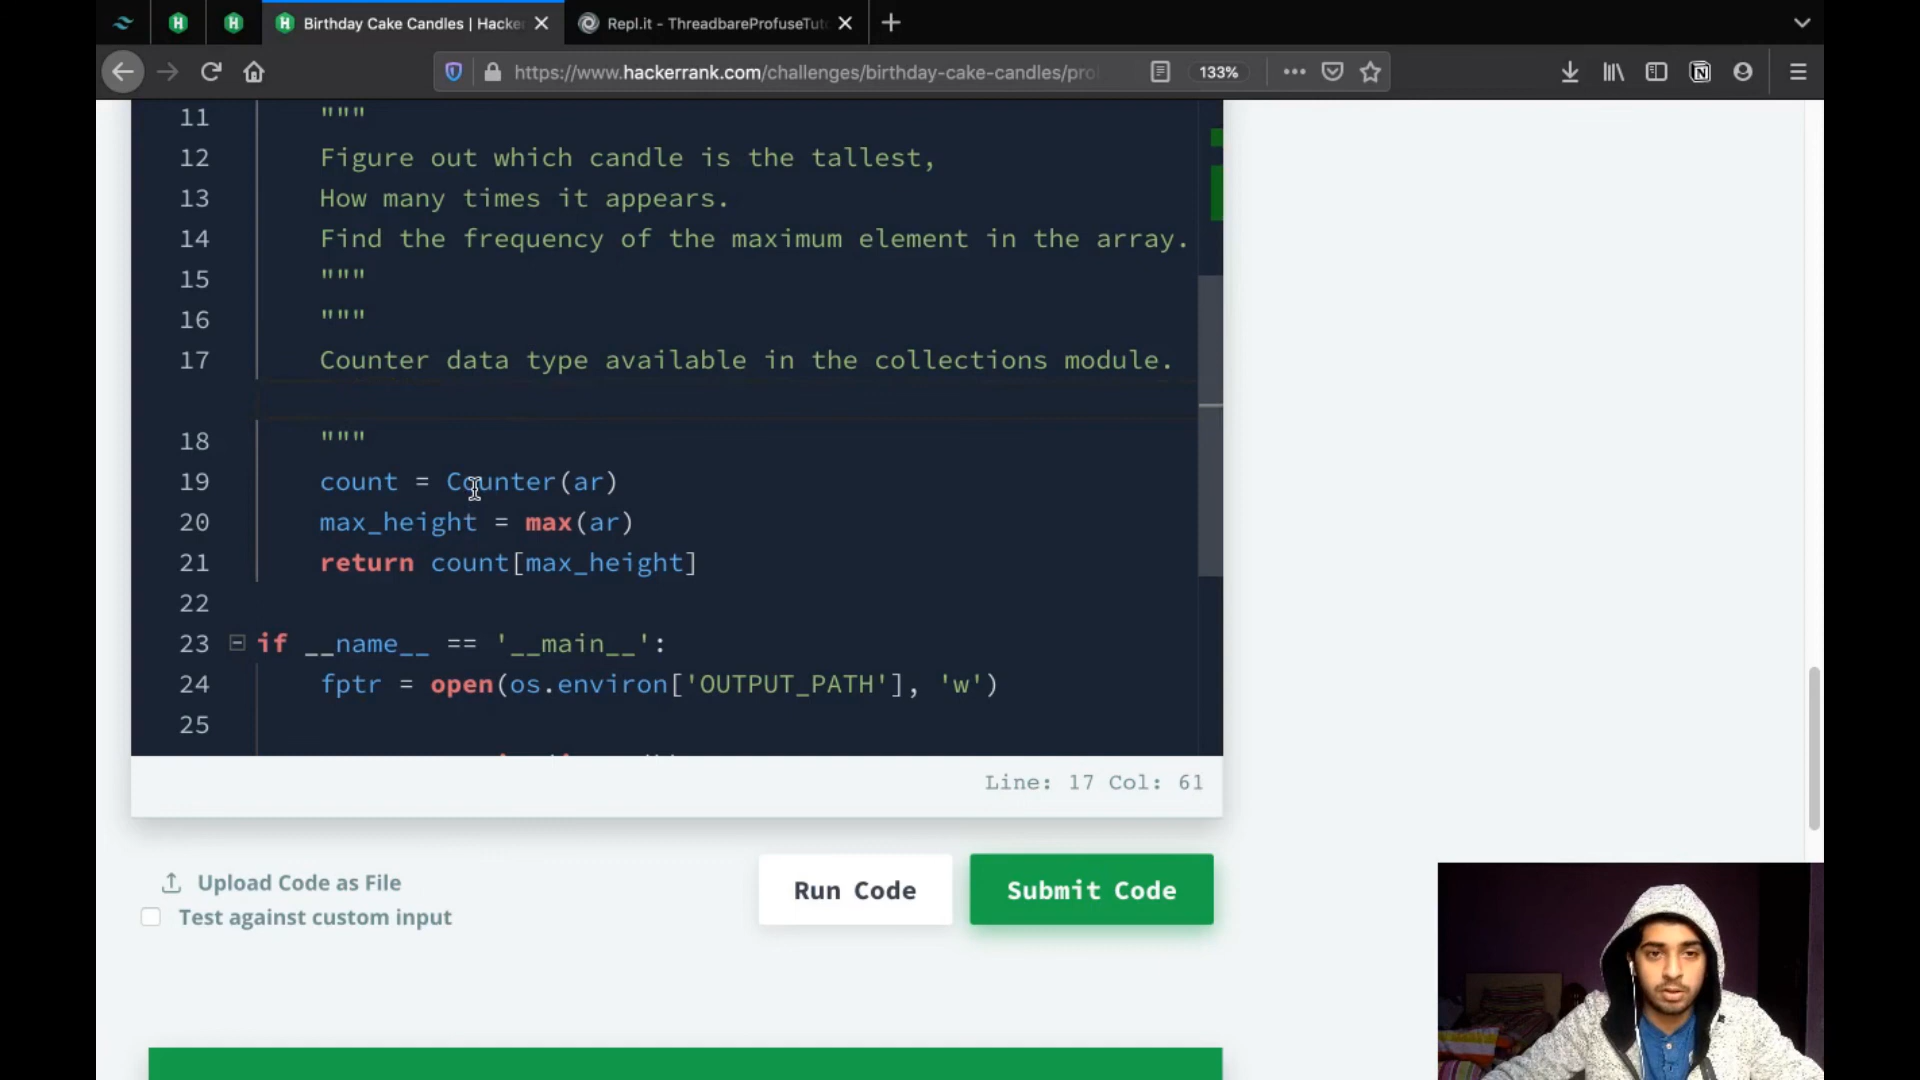 Birthday Cake Candles | Hacke
Repl.it - ThreadbareProfuseTut
https://www.hackerrank.com/challenges/birthday-cake-candles/pro
133%
11 """
12 Figure out which candle is the tallest,
13 How many times it appears.
14 Find the frequency of the maximum element in the array.
15 """
16 """
17 Counter data type available in the collections module.
18 """
19 count = Counter(ar)
20 max_height = max(ar)
21 return count[max_height]
22
23 if __name__ == '__main__':
24 fptr = open(os.environ['OUTPUT_PATH'], 'w')
25
Line: 17 Col: 61
Upload Code as File
Test against custom input
Run Code
Submit Code